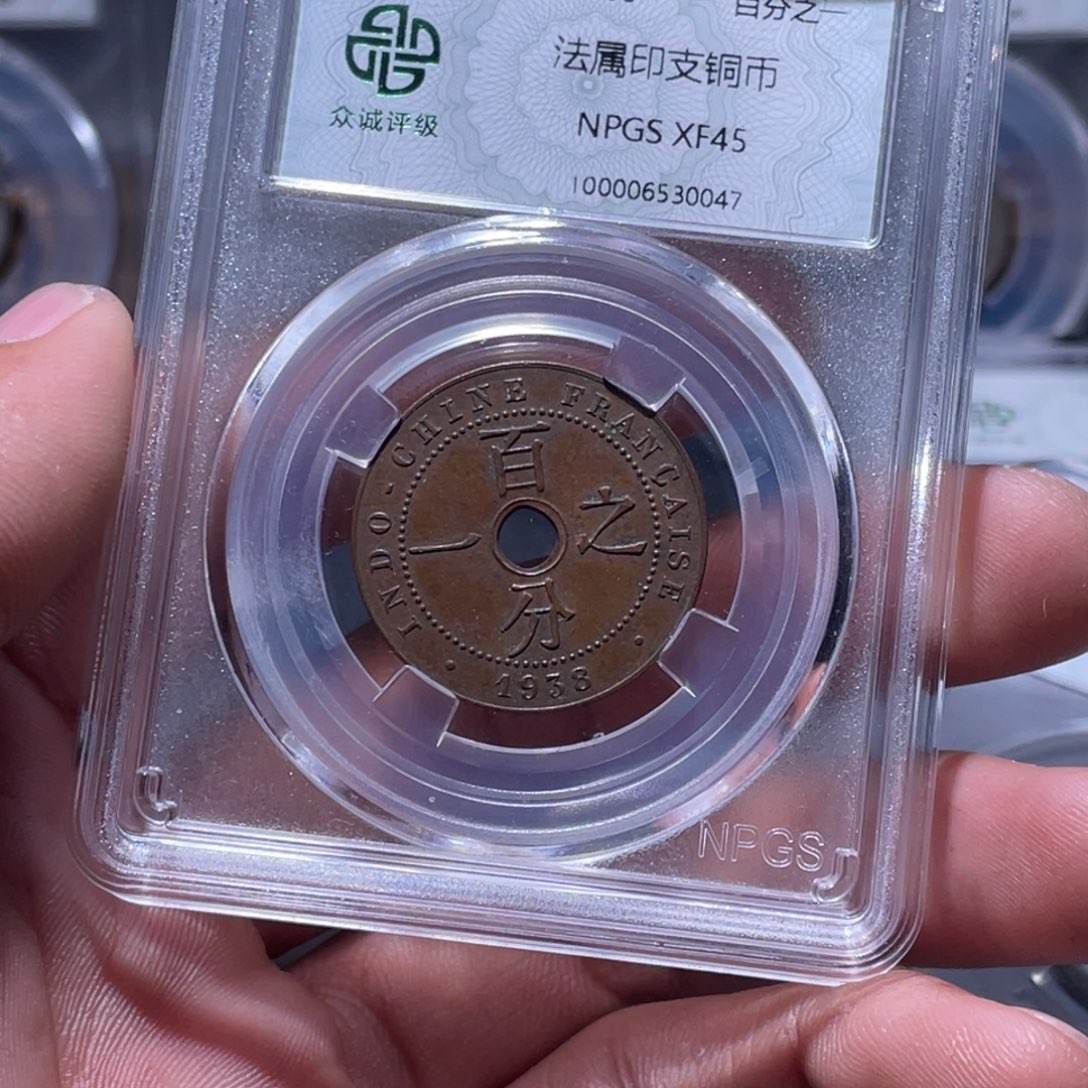 百分之一
法属印支铜币
NPGS XF45
100006530047
众诚评级
INDO-CHINE FRANÇAISE
百
一 之
分
• 1938 •
NPGS